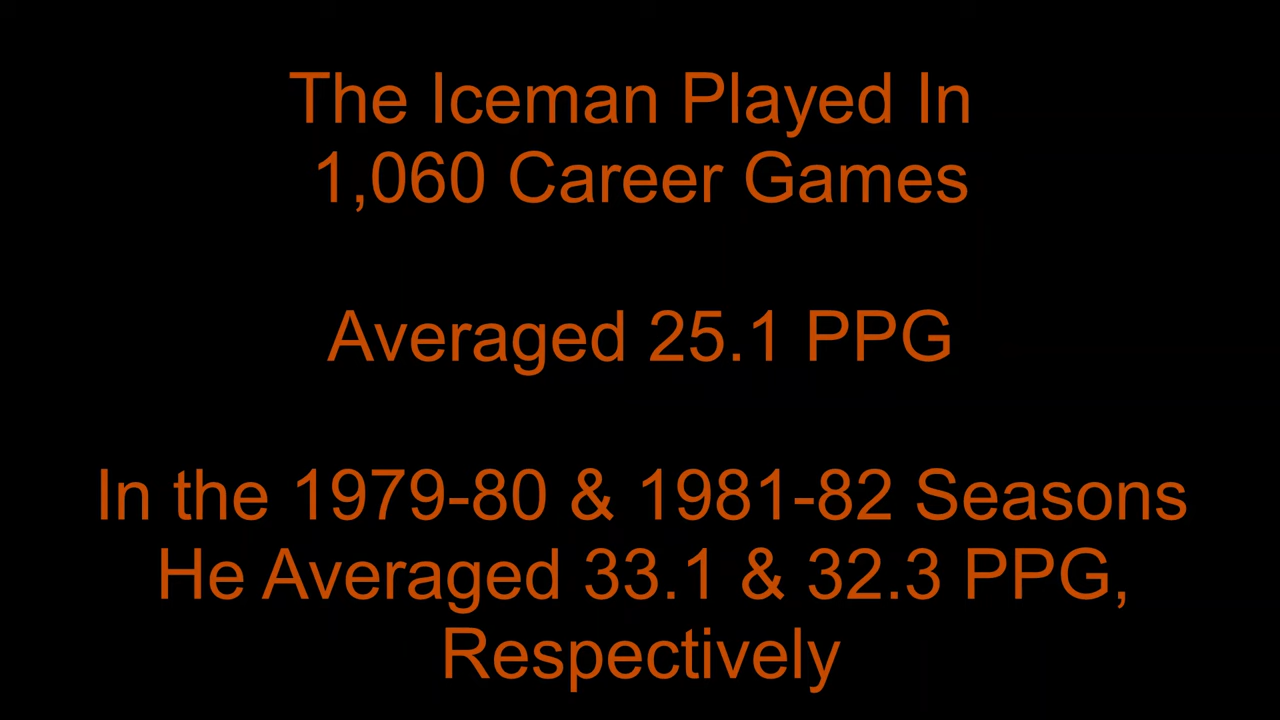 The Iceman Played In
1,060 Career Games
Averaged 25.1 PPG
In the 1979-80 & 1981-82 Seasons
He Averaged 33.1 & 32.3 PPG,
Respectively